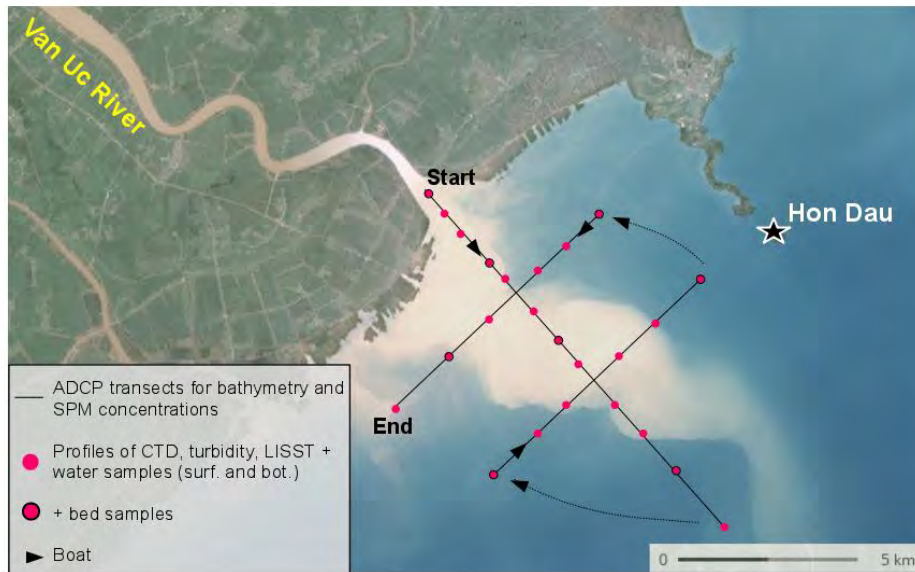 Van Uc River
Start
Hon Dau
End
ADCP transects for bathymetry and
SPM concentrations
Profiles of CTD, turbidity, LISST +
water samples (surf. and bot.)
+ bed samples
Boat
0 5 km